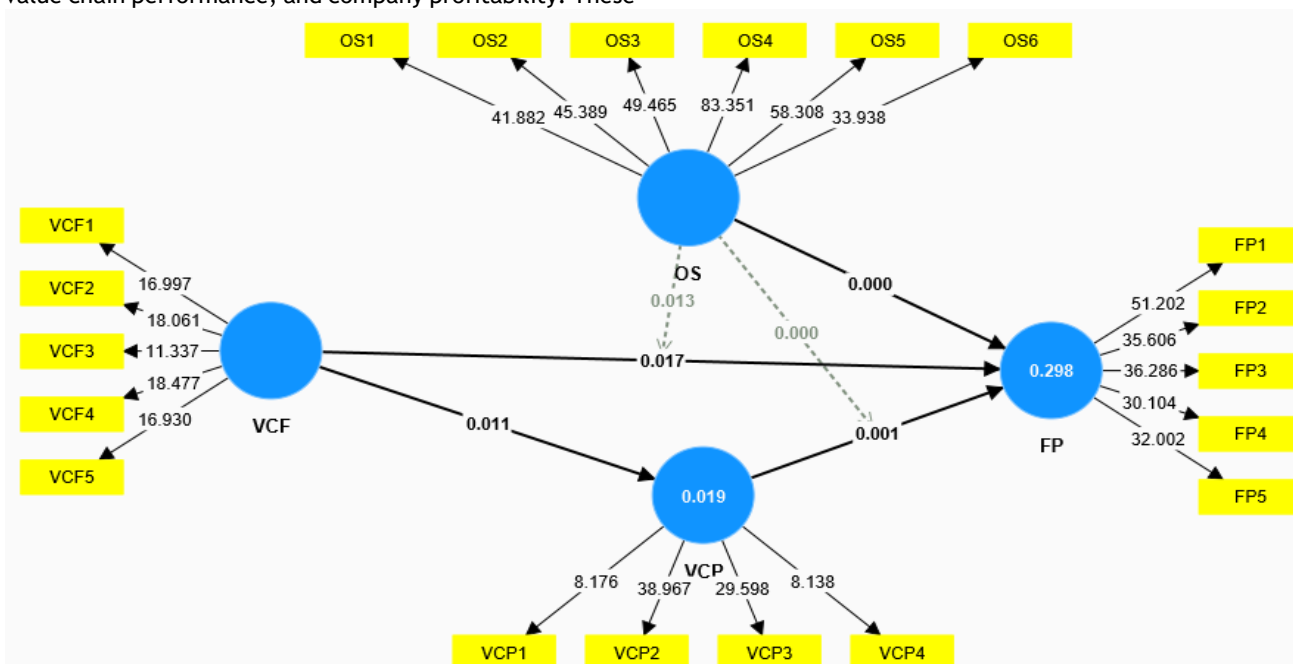 value chain performance, and company profitability. These
OS1 OS2 OS3 OS4 OS5 OS6
41.882 45.389 49.465 83.351 58.308 33.938
VCF1
VCF2
VCF3
VCF4
VCF5
16.997
18.061
11.337
18.477
16.930
VCF
OS
0.013
0.000
0.000
0.017
0.011
0.001
FP1
FP2
FP3
FP4
FP5
51.202
35.606
36.286
30.104
32.002
0.298
FP
0.019
VCP
8.176 38.967 29.598 8.138
VCP1 VCP2 VCP3 VCP4